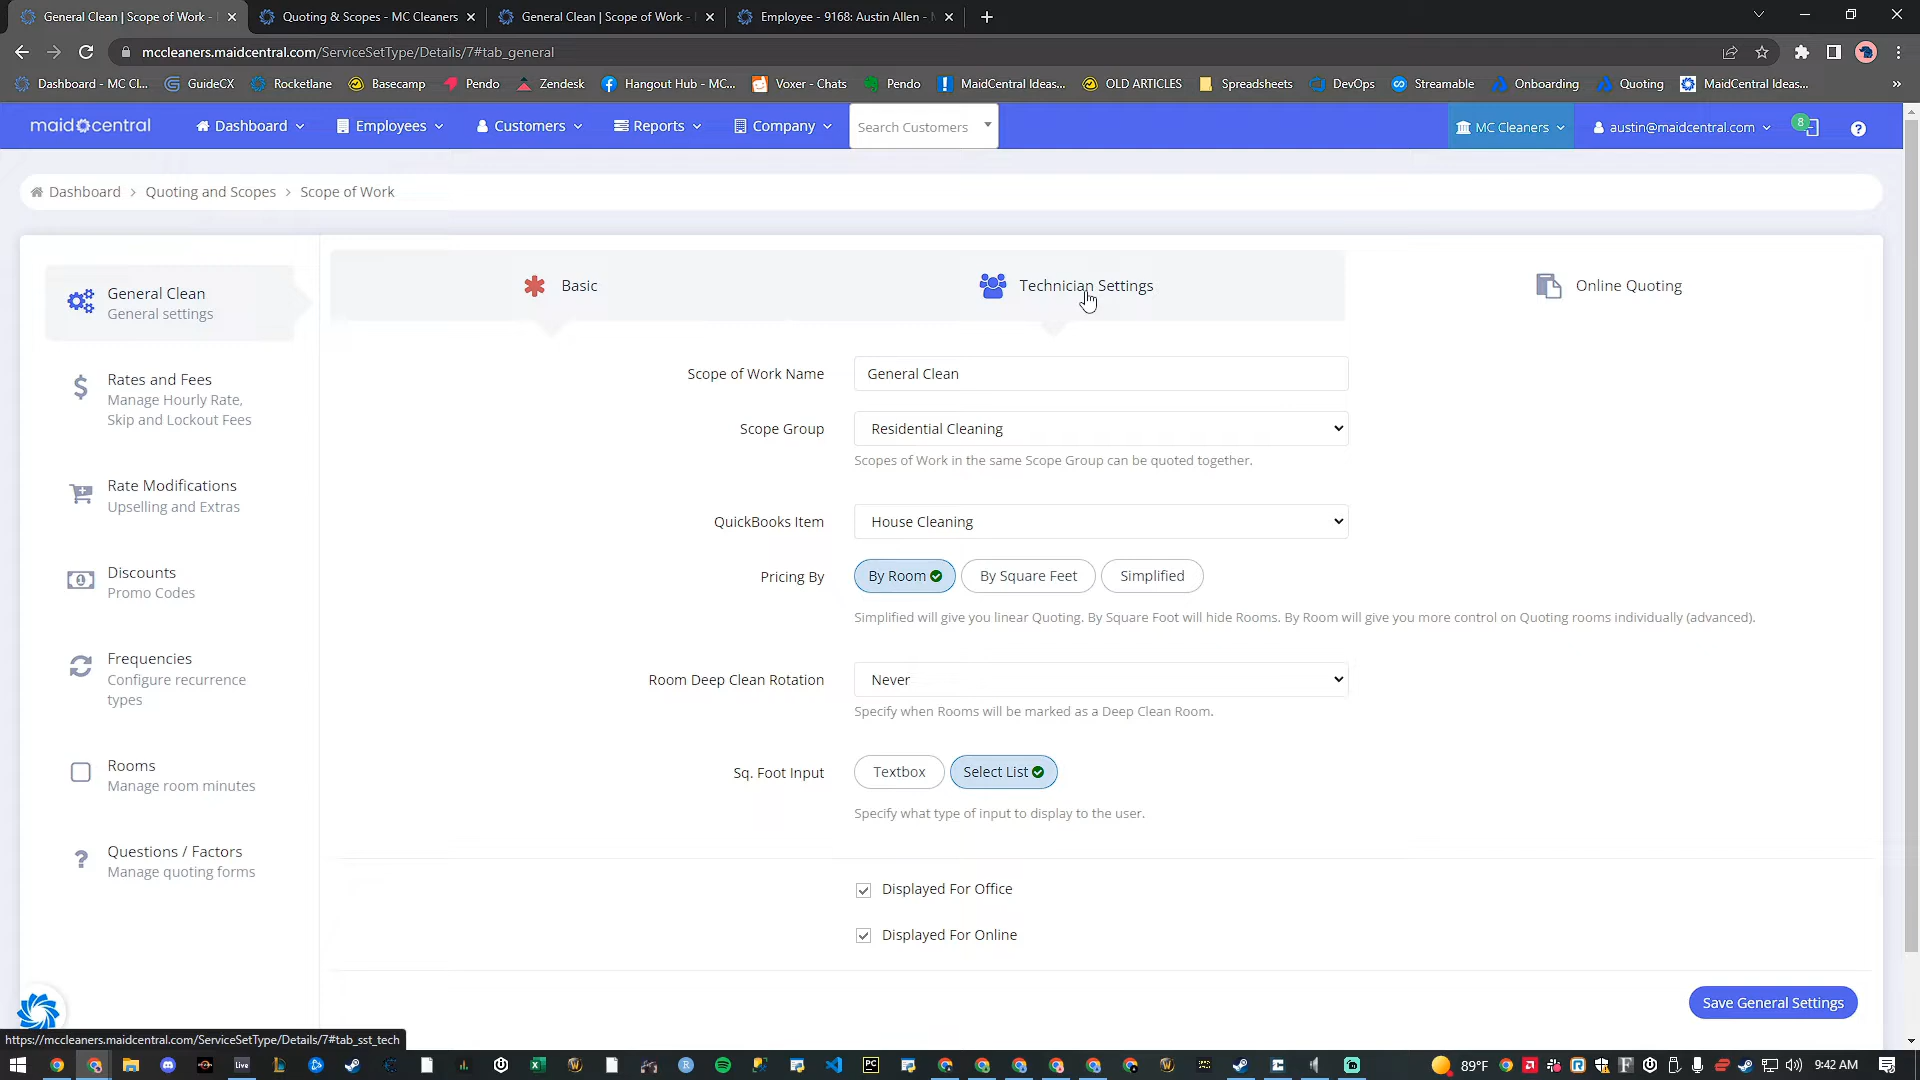 General Clean | Scope of Work -
Quoting & Scopes - MC Cleaners
General Clean | Scope of Work -
Employee - 9168: Austin Allen -
mccleaners.maidcentral.com/ServiceSetType/Details/7#tab_general
Dashboard - MC Cl...
GuideCX
Rocketlane
Basecamp
Pendo
Zendesk
Hangout Hub - MC...
Voxer - Chats
Pendo
MaidCentral Ideas...
OLD ARTICLES
Spreadsheets
DevOps
Streamable
Onboarding
Quoting
MaidCentral Ideas...
»
maidcentral
Dashboard
Employees
Customers
Reports
Company
Search Customers
MC Cleaners
austin@maidcentral.com
8
Dashboard > Quoting and Scopes > Scope of Work
General Clean
General settings
Rates and Fees
Manage Hourly Rate,
Skip and Lockout Fees
Rate Modifications
Upselling and Extras
Discounts
Promo Codes
Frequencies
Configure recurrence
types
Rooms
Manage room minutes
Questions / Factors
Manage quoting forms
Basic
Technician Settings
Online Quoting
Scope of Work Name
General Clean
Scope Group
Residential Cleaning
Scopes of Work in the same Scope Group can be quoted together.
QuickBooks Item
House Cleaning
Pricing By
By Room
By Square Feet
Simplified
Simplified will give you linear Quoting. By Square Foot will hide Rooms. By Room will give you more control on Quoting rooms individually (advanced).
Room Deep Clean Rotation
Never
Specify when Rooms will be marked as a Deep Clean Room.
Sq. Foot Input
Textbox
Select List
Specify what type of input to display to the user.
Displayed For Office
Displayed For Online
Save General Settings
https://mccleaners.maidcentral.com/ServiceSetType/Details/7#tab_sst_tech
89°F
9:42 AM